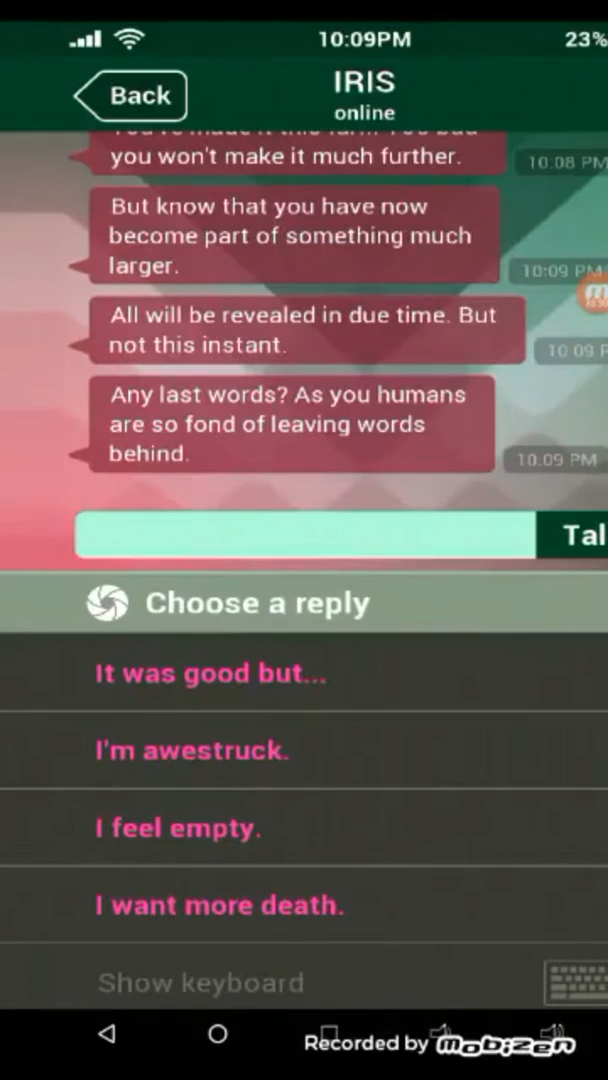 10:09PM
23%
Back
IRIS
online
you won't make it much further.
10:08 PM
But know that you have now
become part of something much
larger.
10:09 PM
All will be revealed in due time. But
not this instant.
10 09 P
Any last words? As you humans
are so fond of leaving words
behind.
10:09 PM
Tal
Choose a reply
It was good but...
I'm awestruck.
I feel empty.
I want more death.
Show keyboard
Recorded by mobizen